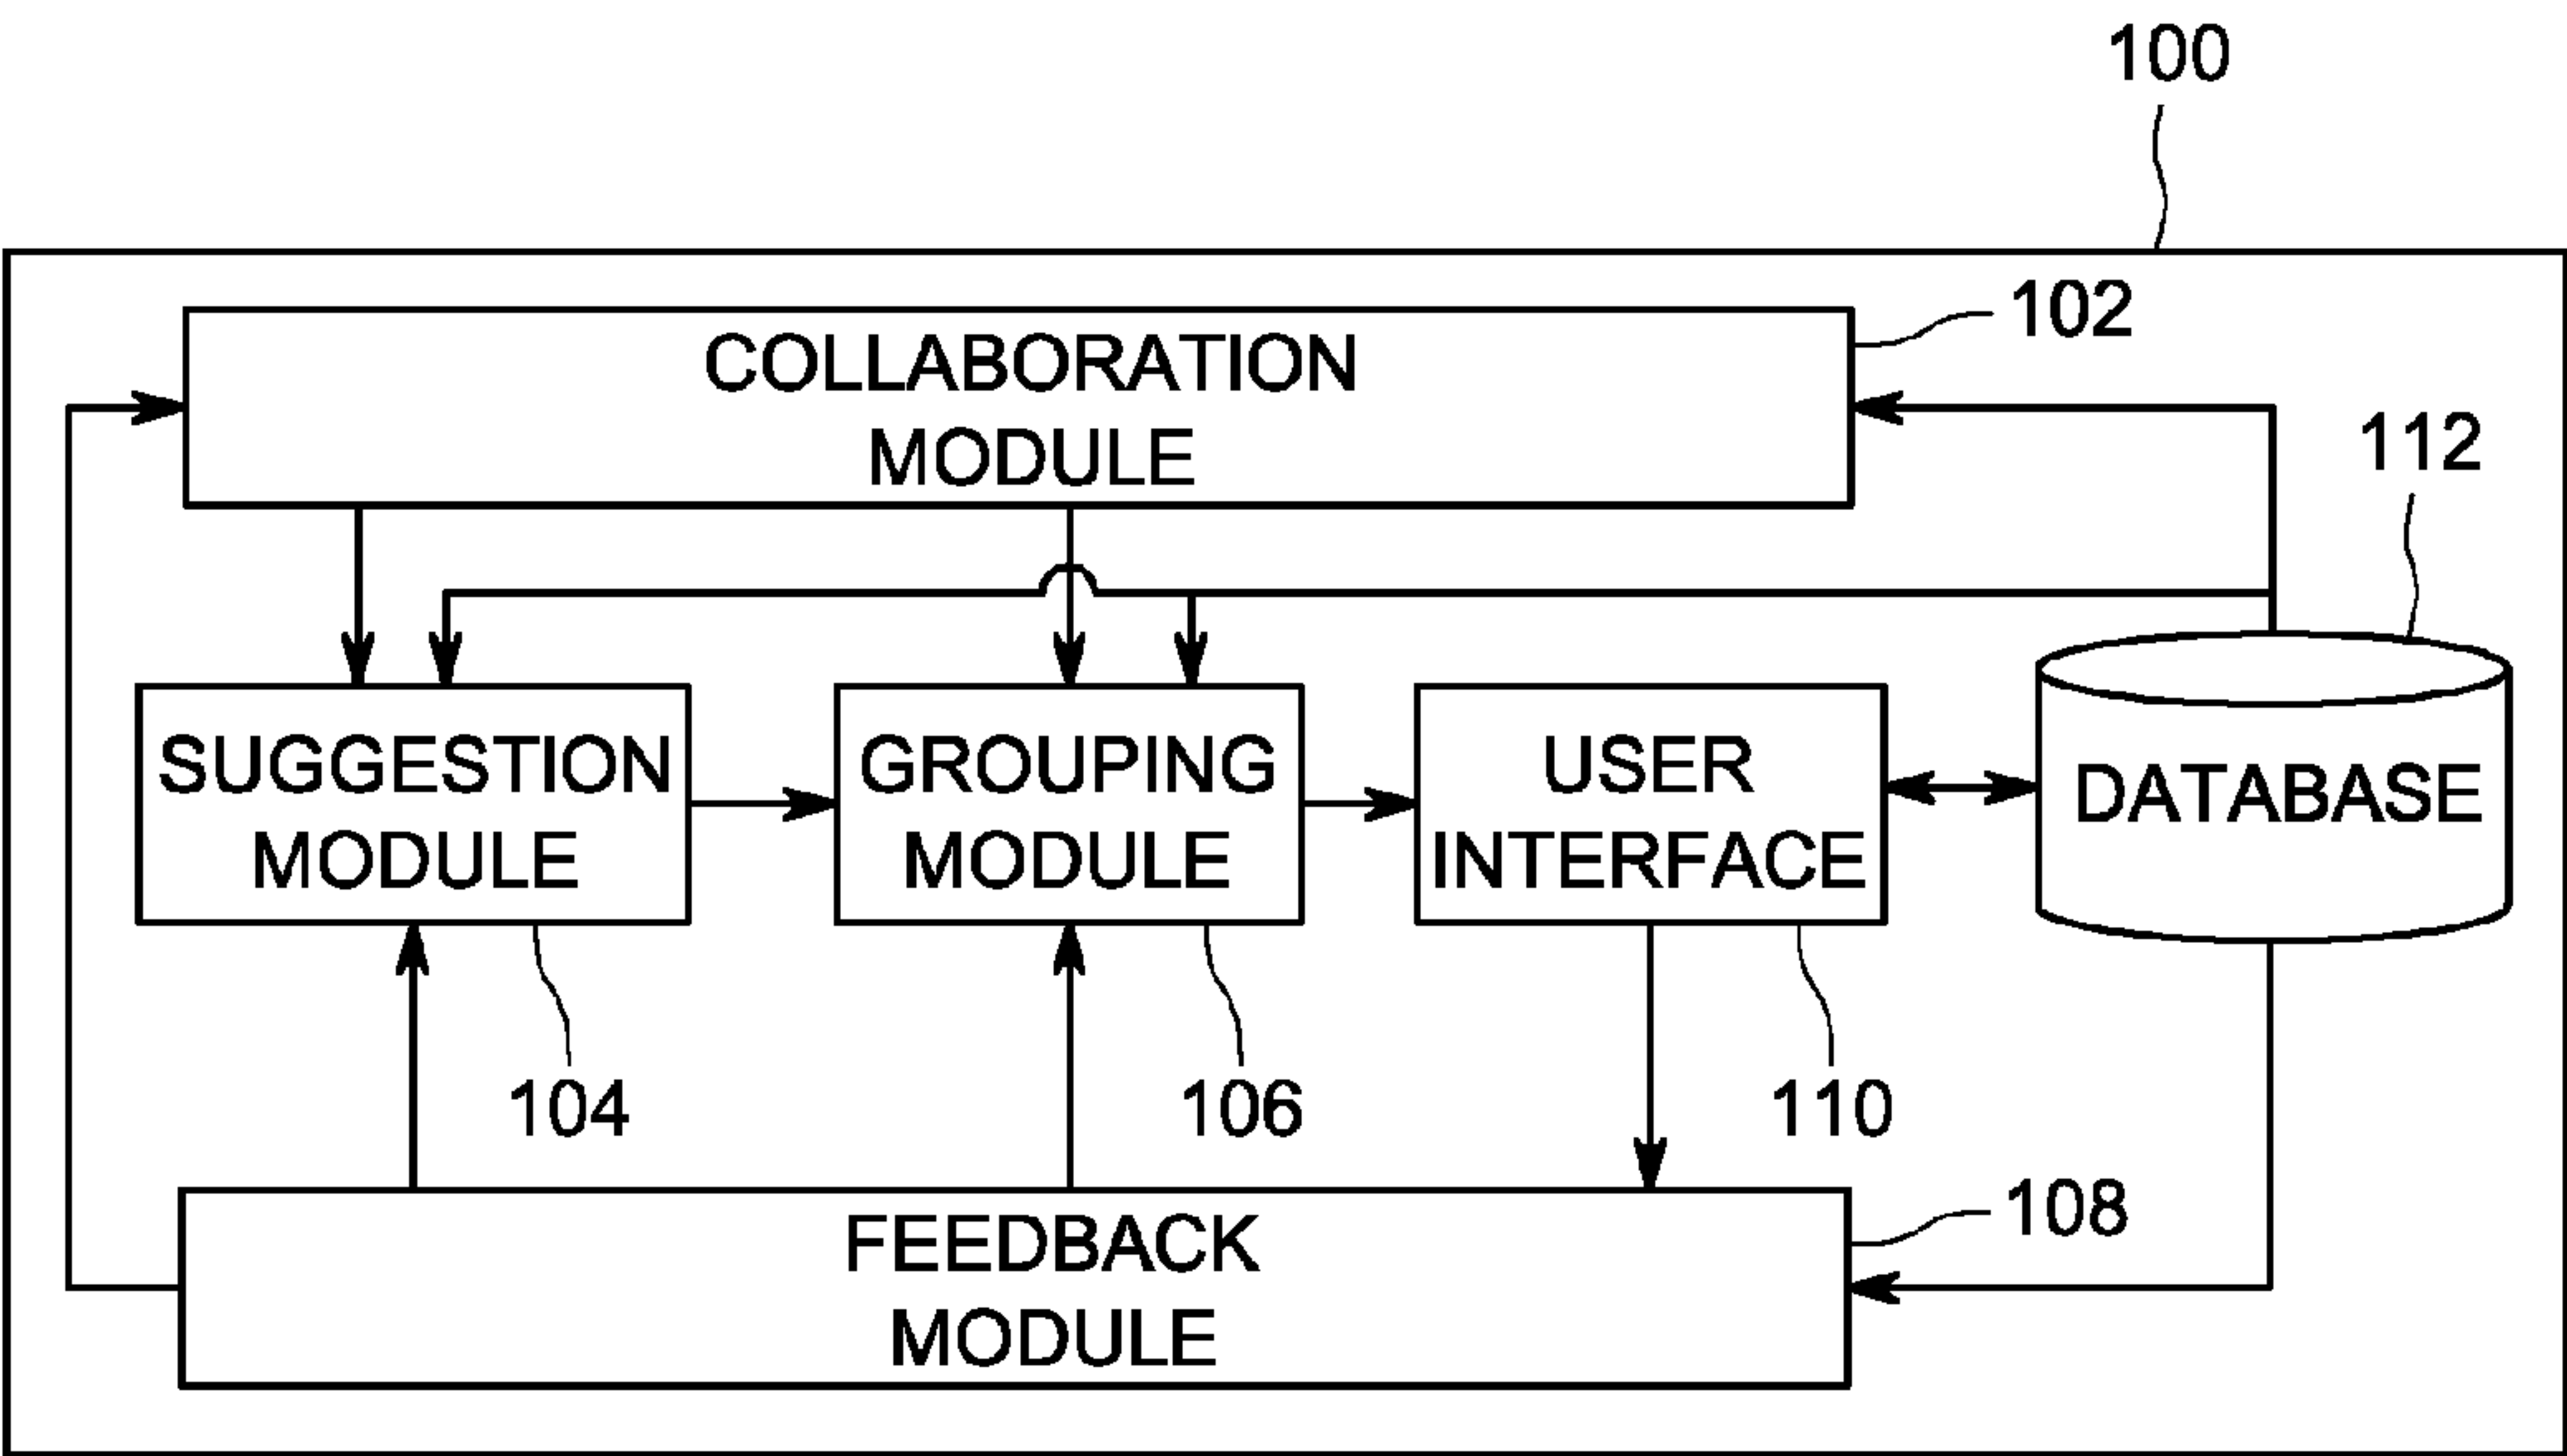 100
102
COLLABORATION
MODULE
112
SUGGESTION
MODULE
GROUPING
MODULE
USER
INTERFACE
DATABASE
104
106
110
108
FEEDBACK
MODULE